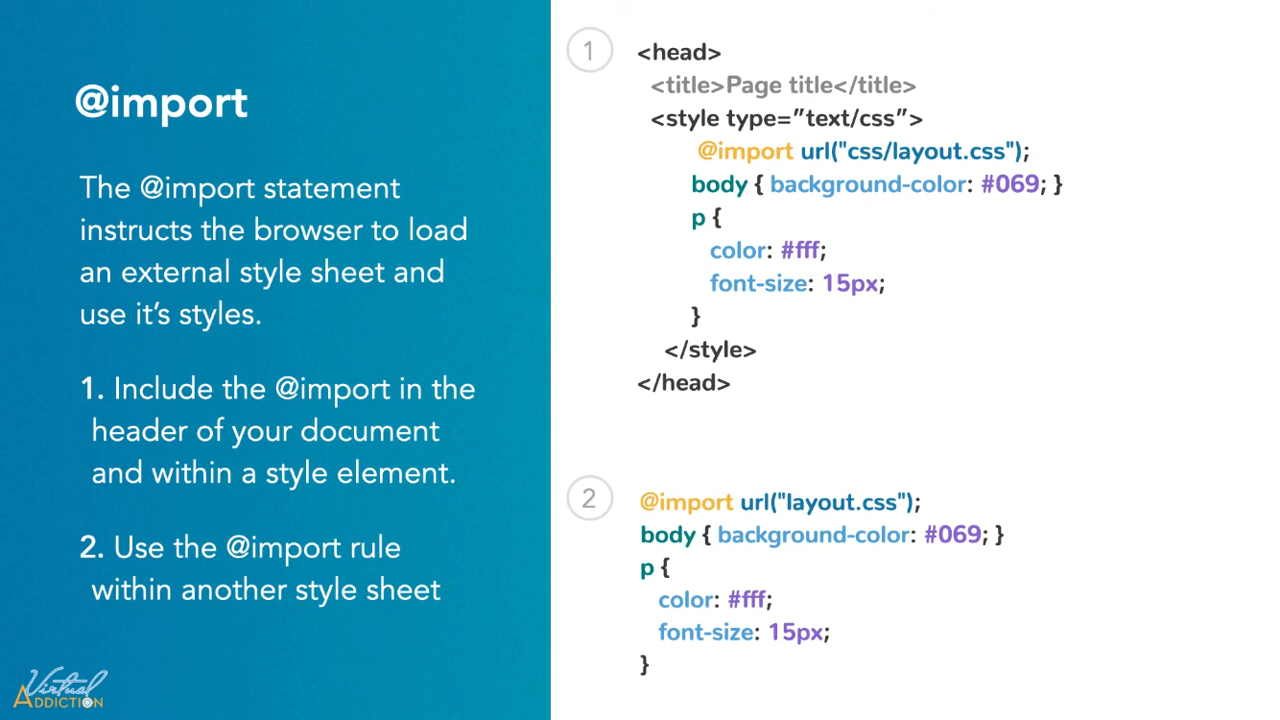 @import
The @import statement
instructs the browser to load
an external style sheet and
use it’s styles.
1. Include the @import in the
header of your document
and within a style element.
2. Use the @import rule
within another style sheet
Virtual
ADDICTION
1
<head>
<title>Page title</title>
<style type=”text/css”>
@import url("css/layout.css");
body { background-color: #069; }
p {
color: #fff;
font-size: 15px;
}
</style>
</head>
2
@import url("layout.css");
body { background-color: #069; }
p {
color: #fff;
font-size: 15px;
}